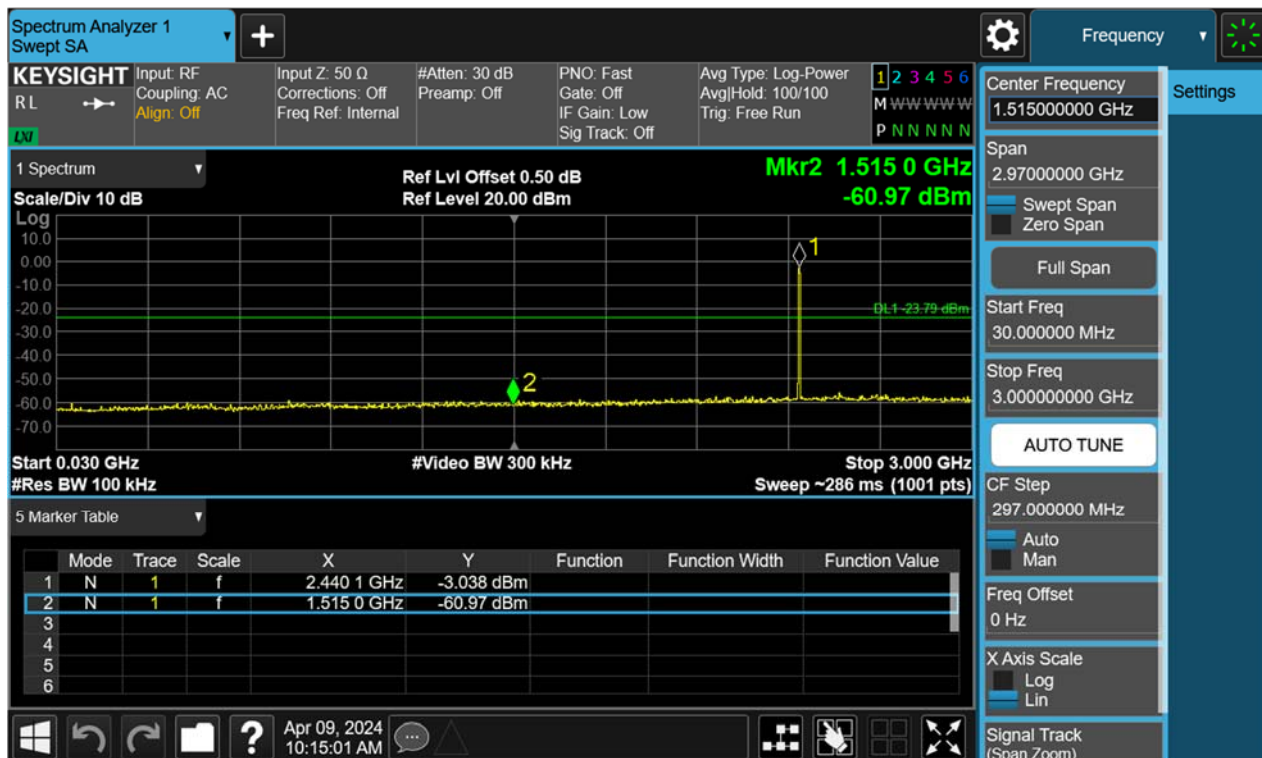 Spectrum Analyzer 1
Swept SA
Frequency
KEYSIGHT
RL
LXI
Input: RF
Coupling: AC
Align: Off
Input Z: 50 Ω
Corrections: Off
Freq Ref: Internal
#Atten: 30 dB
Preamp: Off
PNO: Fast
Gate: Off
IF Gain: Low
Sig Track: Off
Avg Type: Log-Power
Avg|Hold: 100/100
Trig: Free Run
1 2 3 4 5 6
M W W W W W
P N N N N N
1 Spectrum
Scale/Div 10 dB
Ref Lvl Offset 0.50 dB
Ref Level 20.00 dBm
Mkr2 1.515 0 GHz
-60.97 dBm
Log
10.0
0.00
-10.0
-20.0
-30.0
-40.0
-50.0
-60.0
-70.0
1
DL1 -23.79 dBm
2
Start 0.030 GHz
#Video BW 300 kHz
Stop 3.000 GHz
#Res BW 100 kHz
Sweep ~286 ms (1001 pts)
5 Marker Table
Mode Trace Scale X Y Function Function Width Function Value
1 N 1 f 2.440 1 GHz -3.038 dBm
2 N 1 f 1.515 0 GHz -60.97 dBm
3
4
5
6
?
Apr 09, 2024
10:15:01 AM
Center Frequency
1.515000000 GHz
Settings
Span
2.97000000 GHz
Swept Span
Zero Span
Full Span
Start Freq
30.000000 MHz
Stop Freq
3.000000000 GHz
AUTO TUNE
CF Step
297.000000 MHz
Auto
Man
Freq Offset
0 Hz
X Axis Scale
Log
Lin
Signal Track
(Span Zoom)